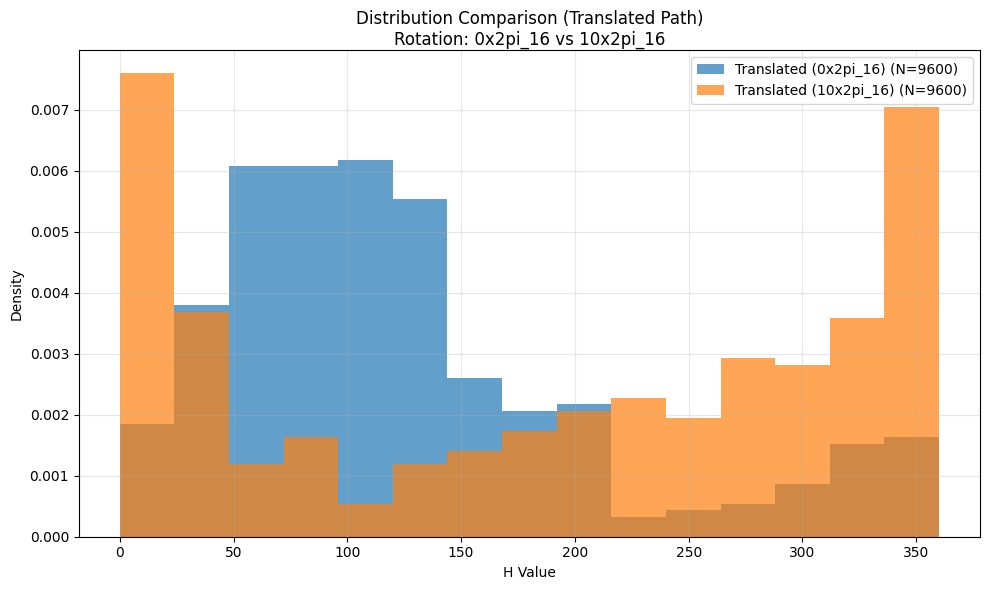 Distribution Comparison (Translated Path)
Rotation: 0x2pi_16 vs 10x2pi_16
Translated (0x2pi_16) (N=9600)
Translated (10x2pi_16) (N=9600)
Density
0.007
0.006
0.005
0.004
0.003
0.002
0.001
0.000
0
50
100
150
200
250
300
350
H Value